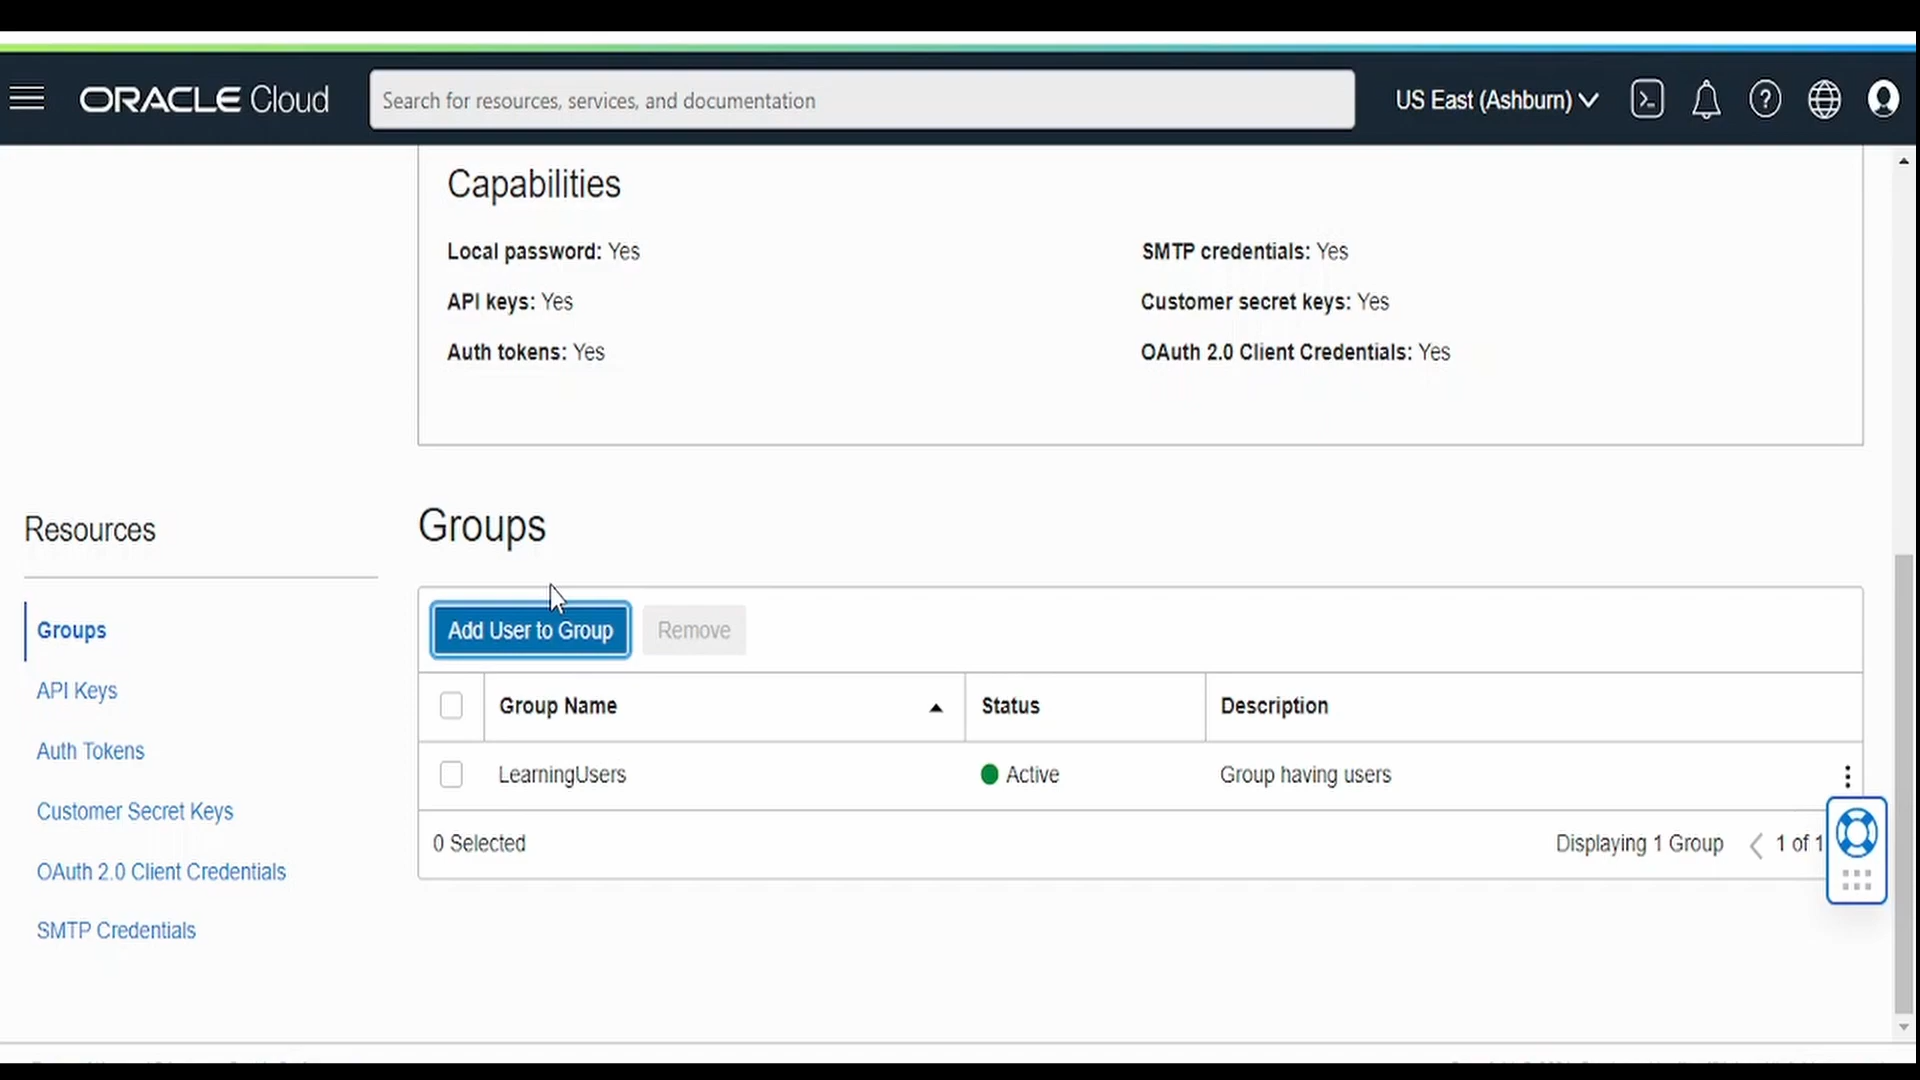 ORACLE Cloud
Search for resources, services, and documentation
US East (Ashburn)
Capabilities
Local password: Yes
SMTP credentials: Yes
API keys: Yes
Customer secret keys: Yes
Auth tokens: Yes
OAuth 2.0 Client Credentials: Yes
Resources
Groups
API Keys
Auth Tokens
Customer Secret Keys
OAuth 2.0 Client Credentials
SMTP Credentials
Groups
Add User to Group
Remove
Group Name
Status
Description
LearningUsers
Active
Group having users
0 Selected
Displaying 1 Group
1 of 1